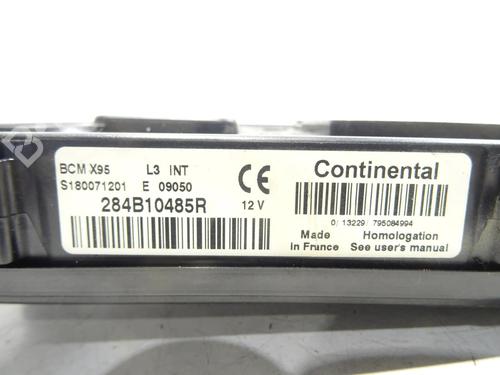 BCM X95 L3 INT
S180071201 E 09050
284B10485R 12 V
CE
Continental
0/ 13229/ 795084994
Made in France
Homologation See user's manual